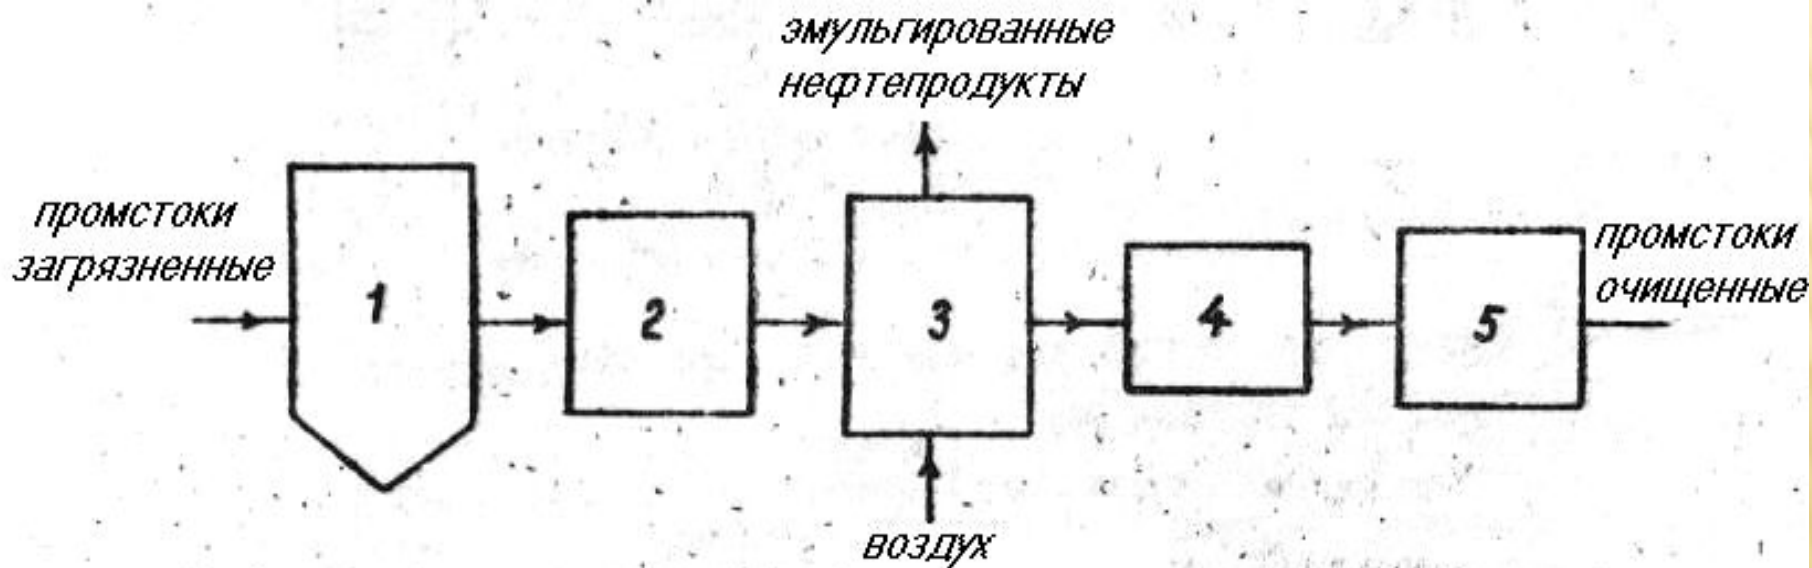 эмульгированные
нефтепродукты
промстоки
загрязненные
1
2
3
4
5
промстоки
очищенные
воздух